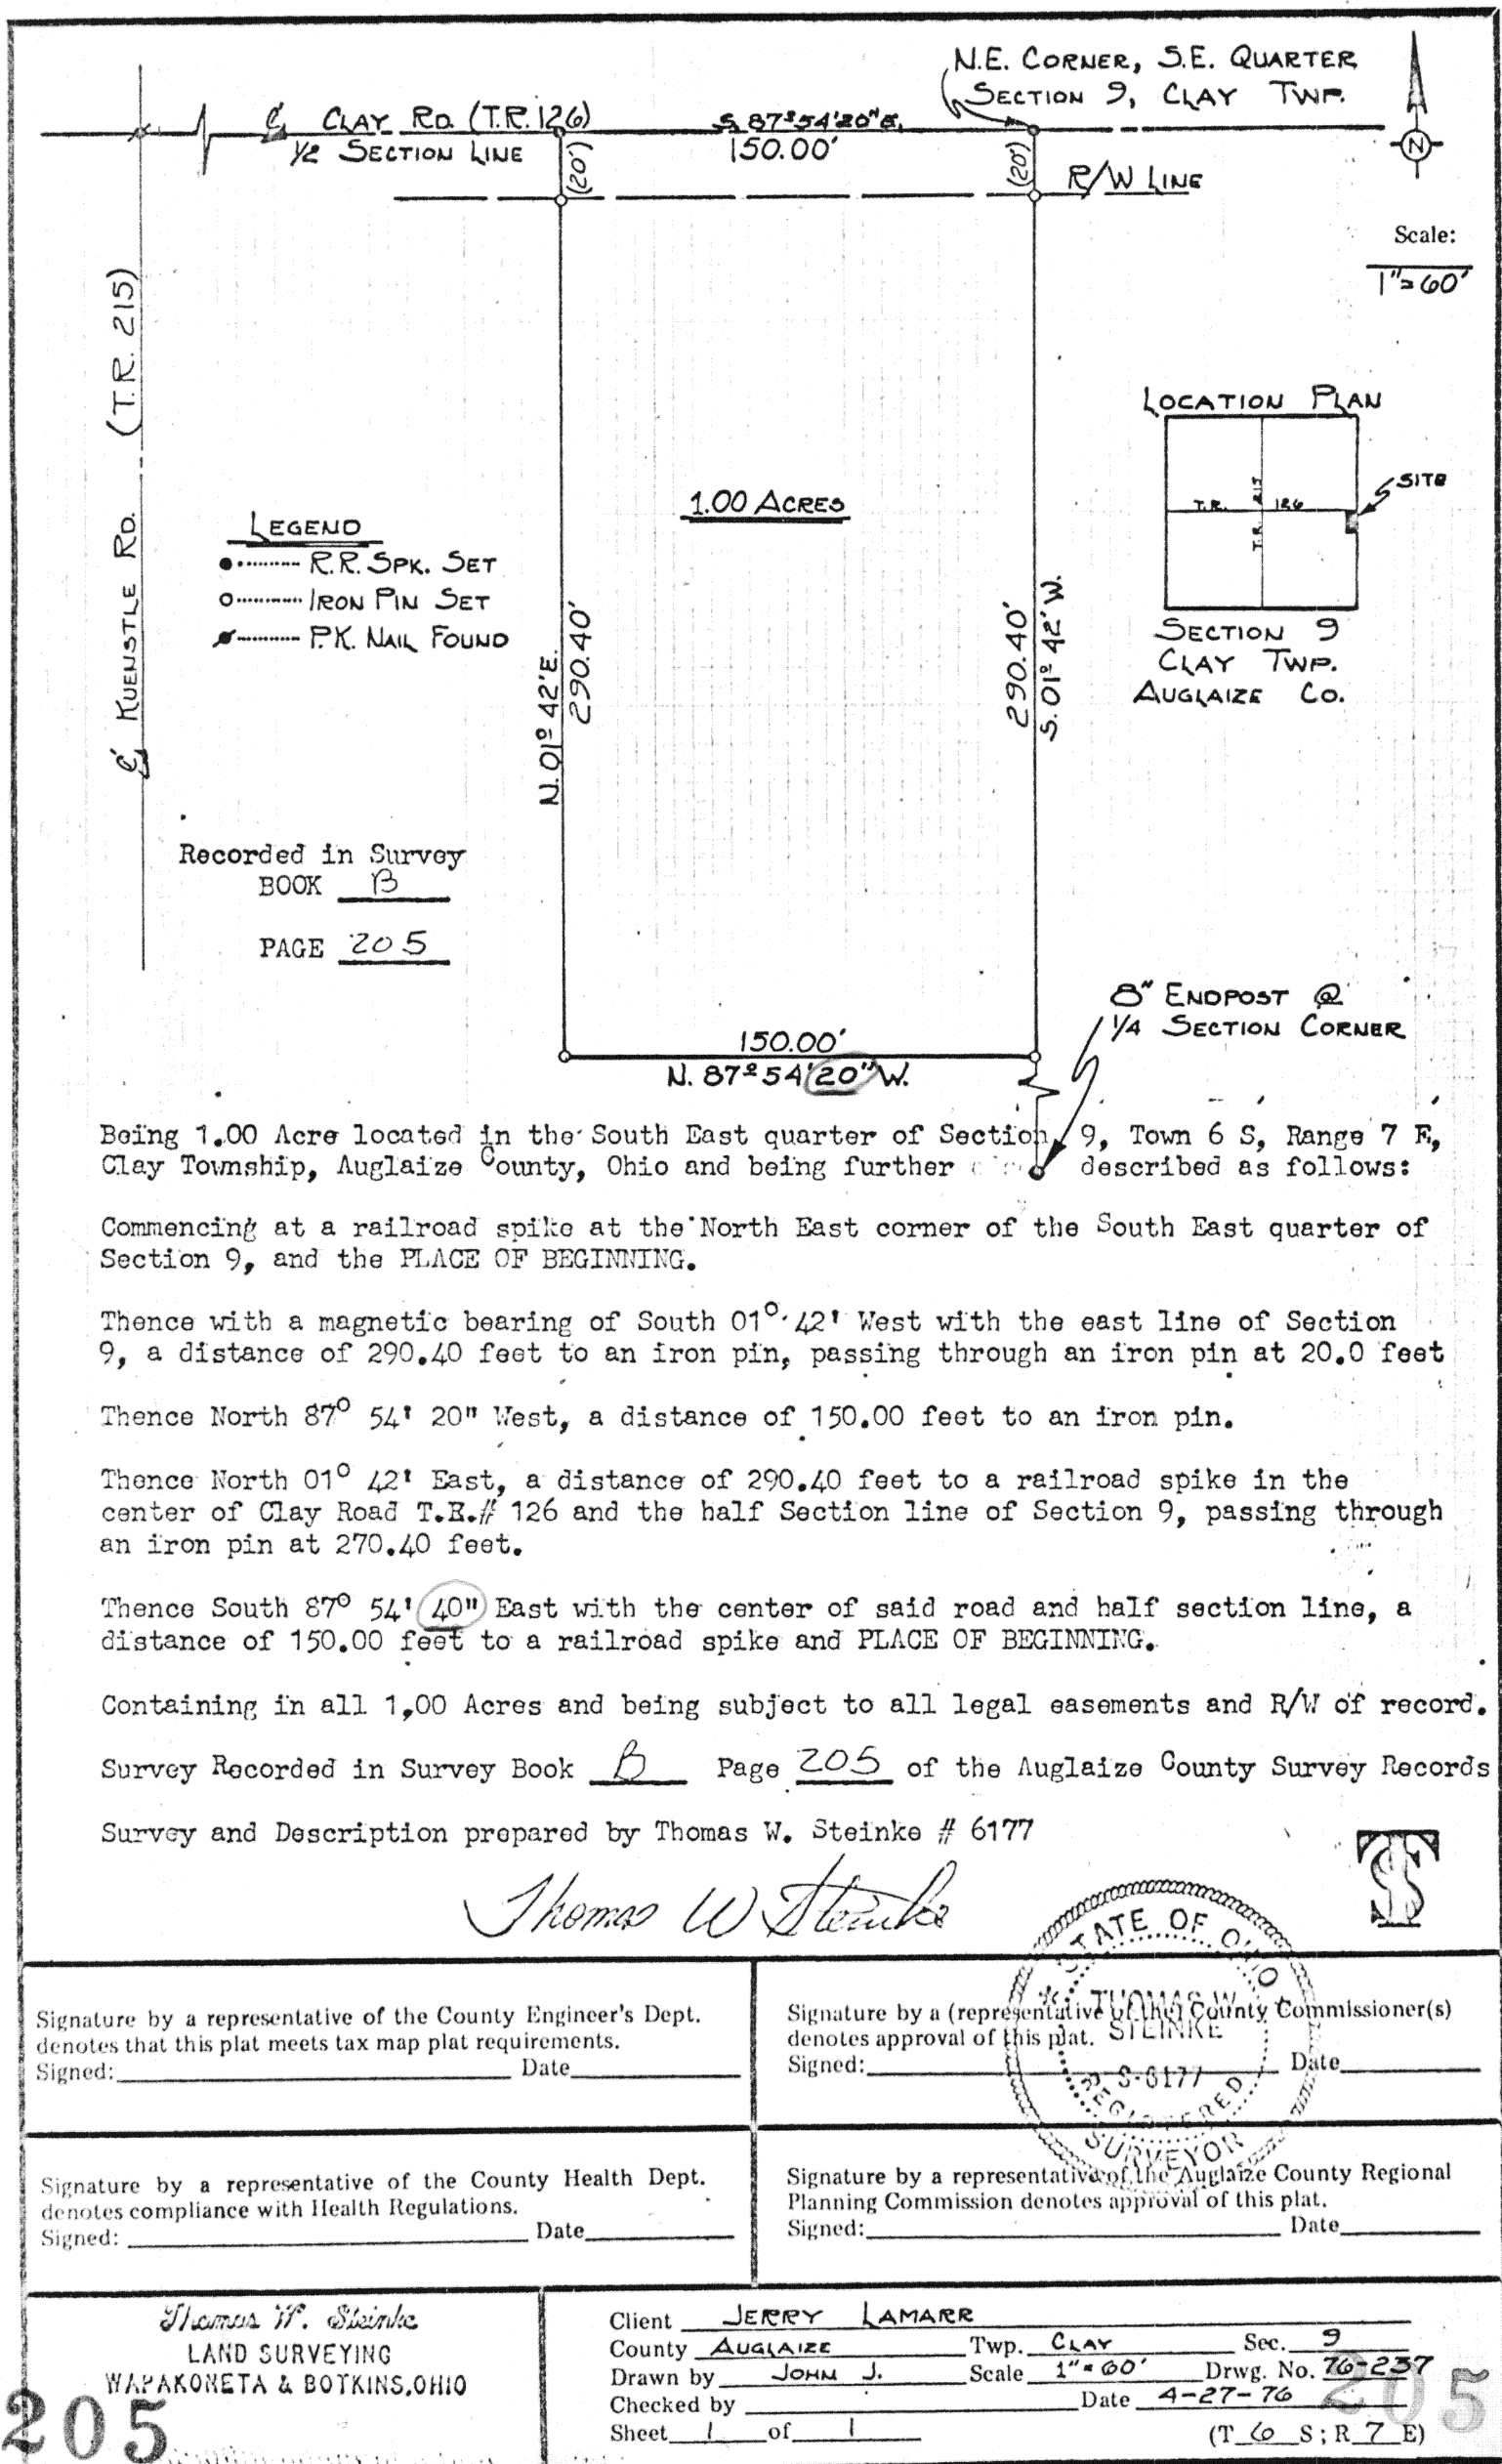 N.E. CORNER, S.E. QUARTER
SECTION 9, CLAY TWP.
℄ CLAY RD. (T.R. 126)
S. 87° 54' 20" E.
½ SECTION LINE
150.00'
(20')
(20')
R/W LINE
N
Scale:
1"=60'
℄ KUENSTLE RD. (T.R. 215)
LOCATION PLAN
SITE
T.R. 126
T.R. 215
SECTION 9
CLAY TWP.
AUGLAIZE CO.
1.00 ACRES
LEGEND
R.R. SPK. SET
IRON PIN SET
P.K. NAIL FOUND
N. 01° 42' E.
290.40'
290.40'
S. 01° 42' W.
Recorded in Survey
BOOK B
PAGE 205
8" ENDPOST @
1/4 SECTION CORNER
150.00'
N. 87° 54' 20" W.
Being 1.00 Acre located in the South East quarter of Section 9, Town 6 S, Range 7 E,
Clay Township, Auglaize County, Ohio and being further described as follows:
Commencing at a railroad spike at the North East corner of the South East quarter of
Section 9, and the PLACE OF BEGINNING.
Thence with a magnetic bearing of South 01° 42' West with the east line of Section
9, a distance of 290.40 feet to an iron pin, passing through an iron pin at 20.0 feet
Thence North 87° 54' 20" West, a distance of 150.00 feet to an iron pin.
Thence North 01° 42' East, a distance of 290.40 feet to a railroad spike in the
center of Clay Road T.R.# 126 and the half Section line of Section 9, passing through
an iron pin at 270.40 feet.
Thence South 87° 54' 40" East with the center of said road and half section line, a
distance of 150.00 feet to a railroad spike and PLACE OF BEGINNING.
Containing in all 1,00 Acres and being subject to all legal easements and R/W of record.
Survey Recorded in Survey Book B Page 205 of the Auglaize County Survey Records
Survey and Description prepared by Thomas W. Steinke # 6177
Thomas W Steinke
TS
STATE OF OHIO
THOMAS W.
STEINKE
S-6177
REGISTERED
SURVEYOR
Signature by a representative of the County Engineer's Dept.
denotes that this plat meets tax map plat requirements.
Signed: Date
Signature by a (representative of the) County Commissioner(s)
denotes approval of this plat.
Signed: Date
Signature by a representative of the County Health Dept.
denotes compliance with Health Regulations.
Signed: Date
Signature by a representative of the Auglaize County Regional
Planning Commission denotes approval of this plat.
Signed: Date
Thomas W. Steinke
LAND SURVEYING
WAPAKONETA & BOTKINS, OHIO
Client JERRY LAMARR
County AUGLAIZE Twp. CLAY Sec. 9
Drawn by JOHN J. Scale 1"=60' Drwg. No. 76-237
Checked by Date 4-27-76
Sheet 1 of 1 (T 6 S; R 7 E)
205
205